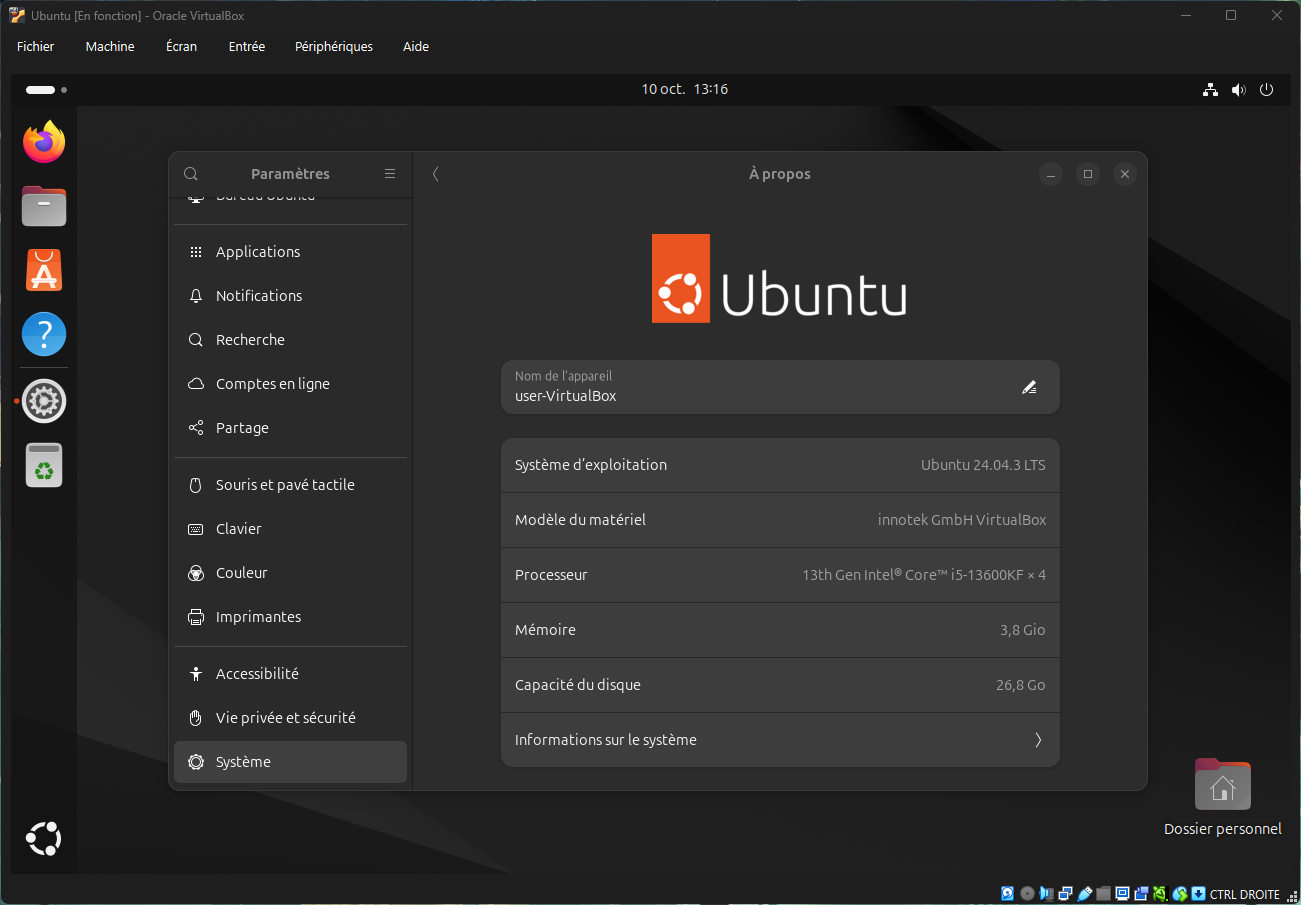 Ubuntu [En fonction] - Oracle VirtualBox
Fichier Machine Écran Entrée Périphériques Aide
10 oct. 13:16
Paramètres
À propos
Bureau Ubuntu
Applications
Notifications
Recherche
Comptes en ligne
Partage
Souris et pavé tactile
Clavier
Couleur
Imprimantes
Accessibilité
Vie privée et sécurité
Système
Ubuntu
Nom de l’appareil
user-VirtualBox
Système d’exploitation Ubuntu 24.04.3 LTS
Modèle du matériel innotek GmbH VirtualBox
Processeur 13th Gen Intel® Core™ i5-13600KF × 4
Mémoire 3,8 Gio
Capacité du disque 26,8 Go
Informations sur le système
Dossier personnel
CTRL DROITE